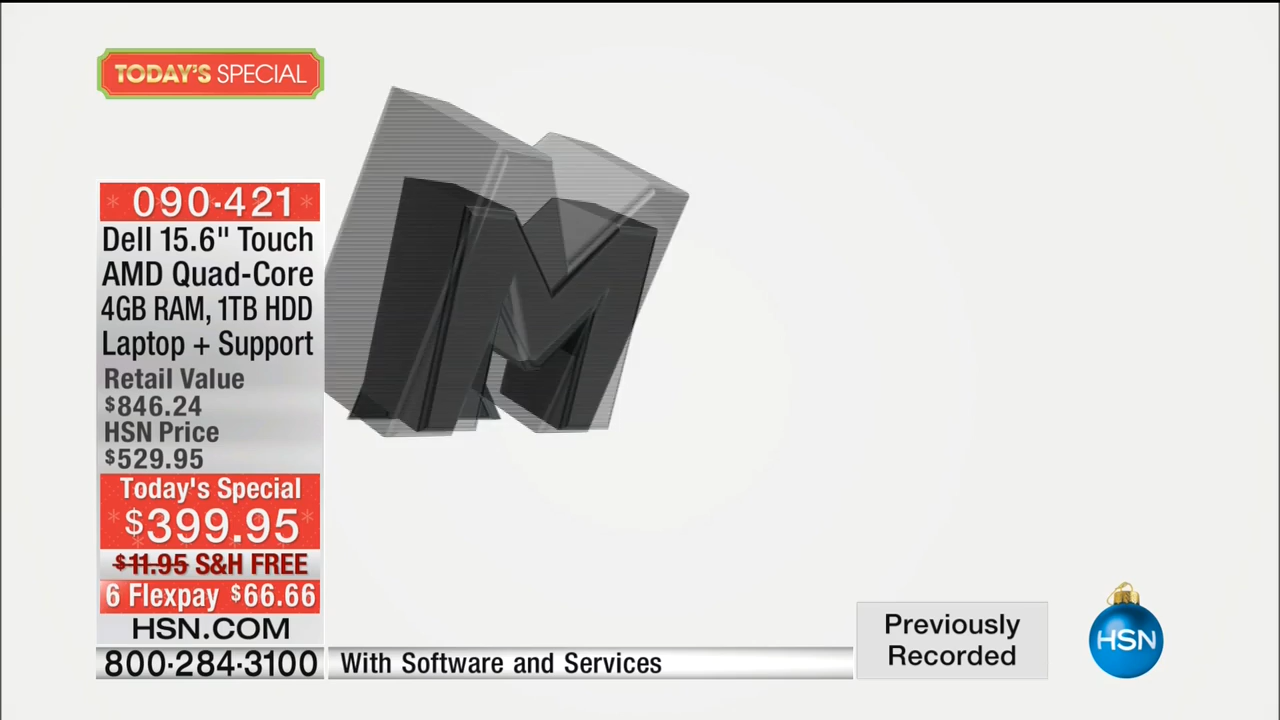 TODAY'S SPECIAL
090-421
Dell 15.6" Touch
AMD Quad-Core
4GB RAM, 1TB HDD
Laptop + Support
Retail Value
$846.24
HSN Price
$529.95
Today's Special
$399.95
$11.95 S&H FREE
6 Flexpay $66.66
HSN.COM
800-284-3100
With Software and Services
Previously
Recorded
HSN
M